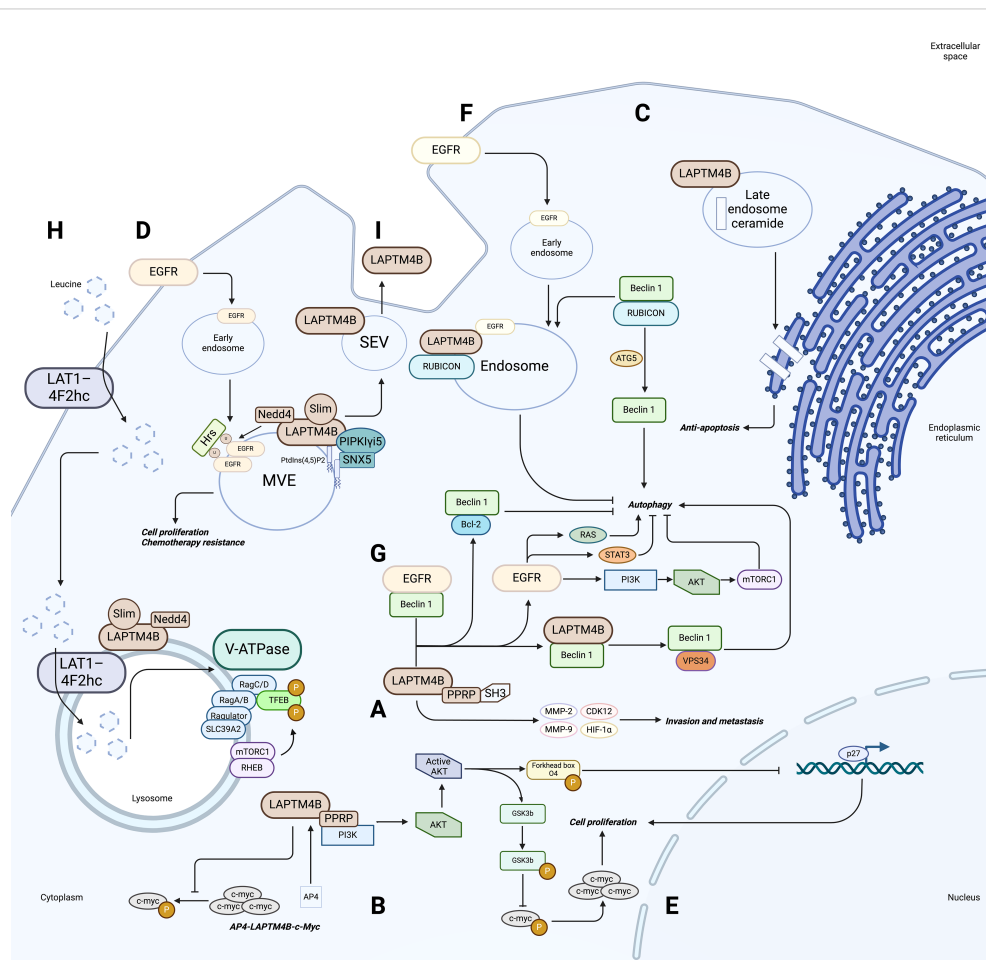 Extracellular
space
F
C
EGFR
LAPTM4B
Late
endosome
ceramide
EGFR
Early
endosome
H
D
I
LAPTM4B
EGFR
Leucine
Beclin 1
RUBICON
EGFR
LAPTM4B
SEV
Early
endosome
EGFR
LAPTM4B
RUBICON
Endosome
ATG5
LAT1–
4F2hc
Slim
Nedd4
LAPTM4B
Beclin 1
Anti-apoptosis
Endoplasmic
reticulum
Hrs
X
U
EGFR
EGFR
PtdIns(4,5)P2
PIPKlγi5
SNX5
MVE
Cell proliferation
Chemotherapy resistance
Beclin 1
Bcl-2
Autophagy
RAS
STAT3
G
EGFR
Beclin 1
EGFR
PI3K
AKT
mTORC1
Slim
Nedd4
LAPTM4B
LAPTM4B
Beclin 1
Beclin 1
VPS34
V-ATPase
LAT1–
4F2hc
RagC/D
RagA/B
TFEB
P
P
Ragulator
SLC39A2
LAPTM4B
PPRP
SH3
A
MMP-2
CDK12
MMP-9
HIF-1α
Invasion and metastasis
mTORC1
RHEB
Lysosome
Active
AKT
Forkhead box
O4
P
p27
LAPTM4B
PPRP
PI3K
AKT
GSK3b
Cell proliferation
GSK3b
P
c-myc
P
c-myc
c-myc
c-myc
AP4
AP4-LAPTM4B-c-Myc
B
c-myc
c-myc
c-myc
c-myc
P
E
Cytoplasm
Nucleus